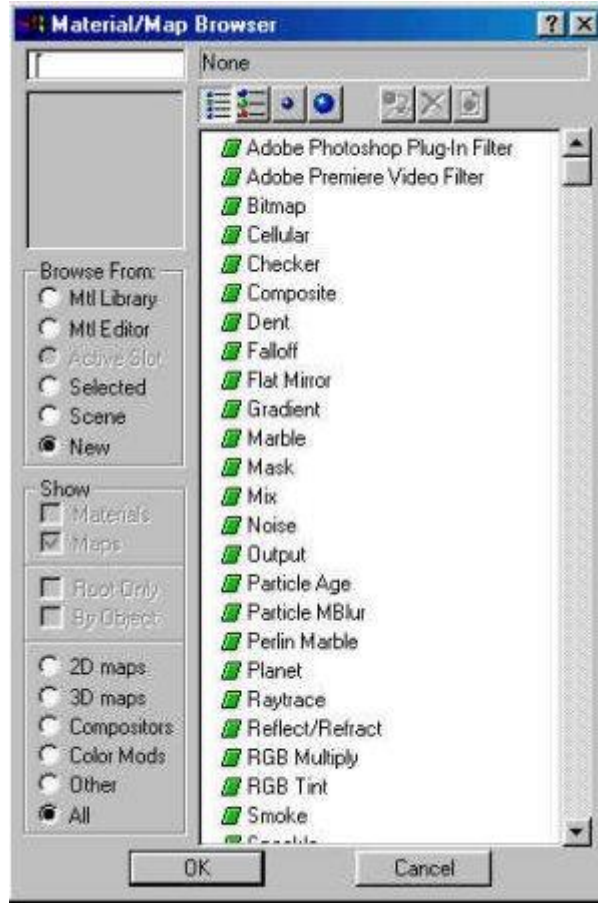 Material/Map Browser
None
Browse From:
Mtl Library
Mtl Editor
Active Slot
Selected
Scene
New
Show
Materials
Maps
Root Only
By Object
2D maps
3D maps
Compositors
Color Mods
Other
All
Adobe Photoshop Plug-In Filter
Adobe Premiere Video Filter
Bitmap
Cellular
Checker
Composite
Dent
Falloff
Flat Mirror
Gradient
Marble
Mask
Mix
Noise
Output
Particle Age
Particle MBlur
Perlin Marble
Planet
Raytrace
Reflect/Refract
RGB Multiply
RGB Tint
Smoke
OK
Cancel